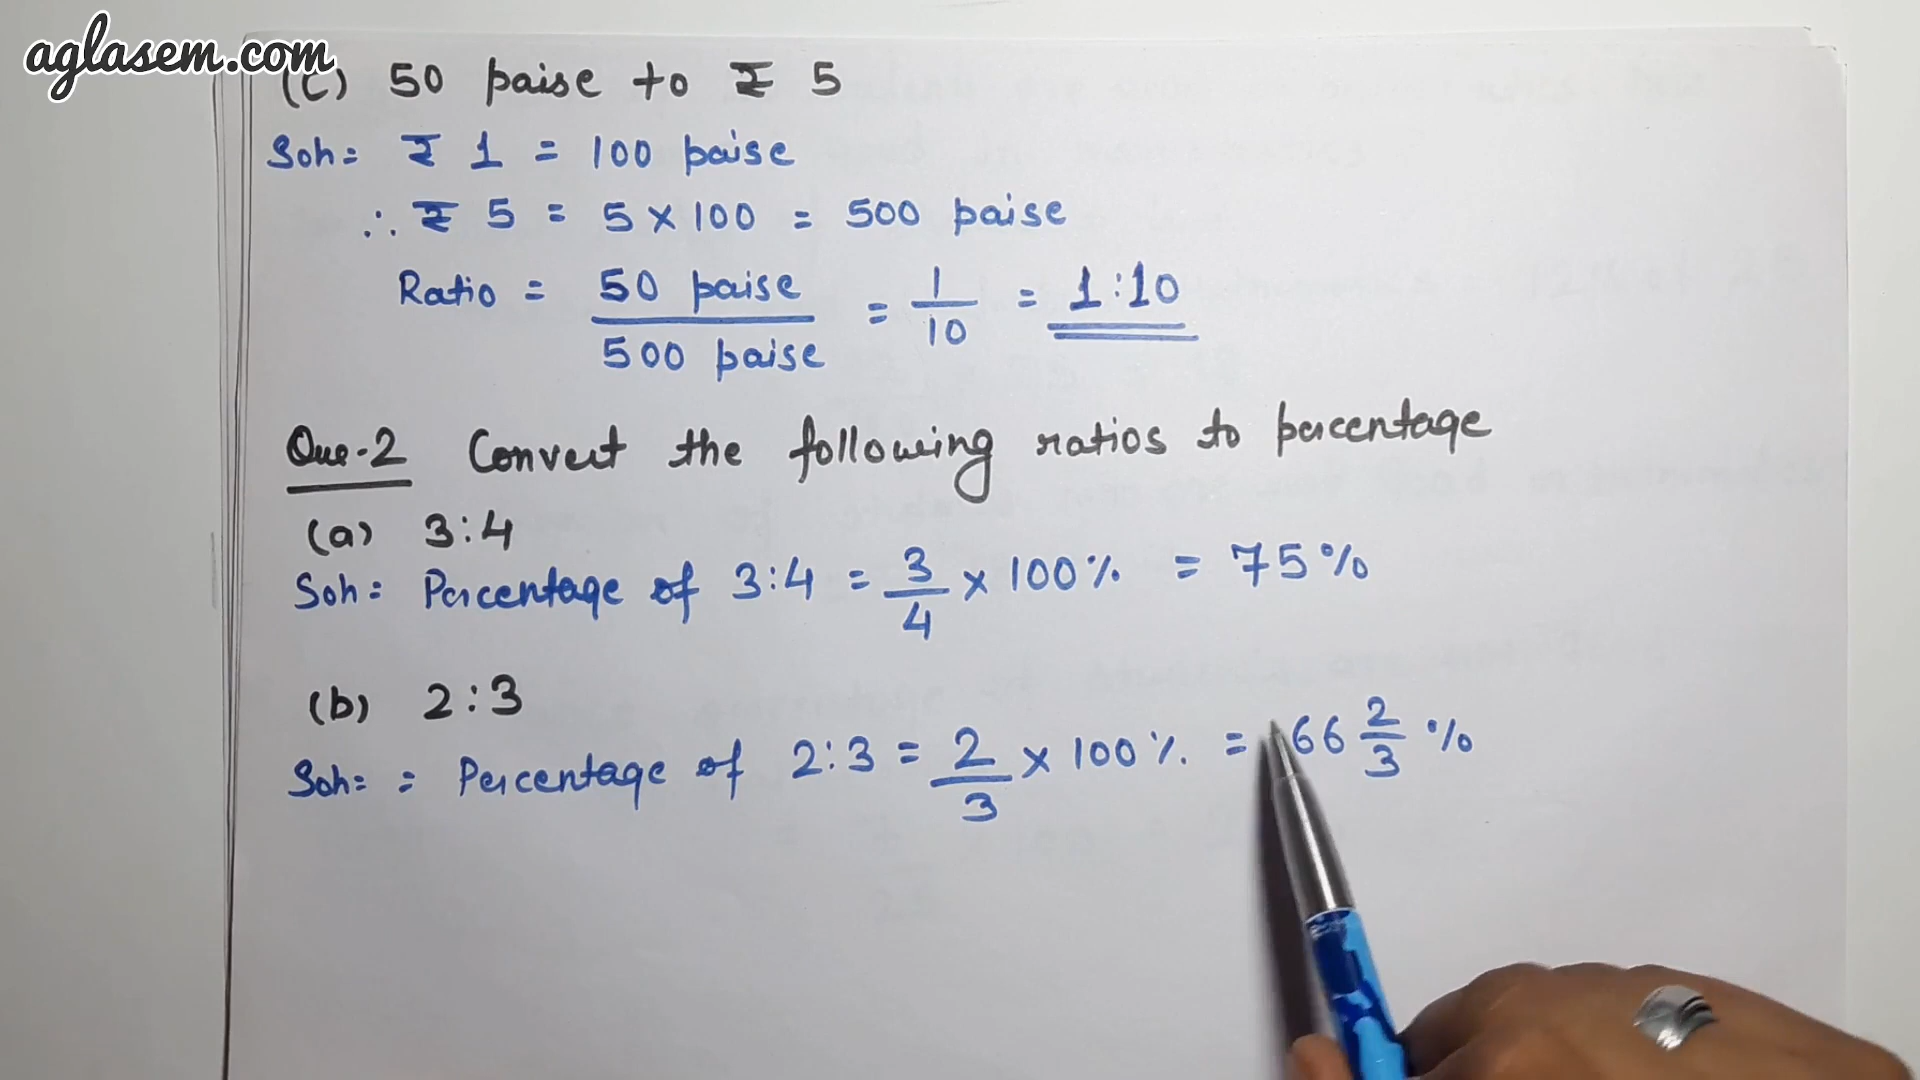 aglasem.com
(C) 50 paise to ₹ 5
Soln= ₹ 1 = 100 paise
∴ ₹ 5 = 5 × 100 = 500 paise
Ratio = 50 paise / 500 paise = 1/10 = 1:10
Que-2 Convert the following ratios to percentage
(a) 3:4
Soln= Percentage of 3:4 = 3/4 × 100% = 75%
(b) 2:3
Soln= = Percentage of 2:3 = 2/3 × 100% = 66 2/3 %